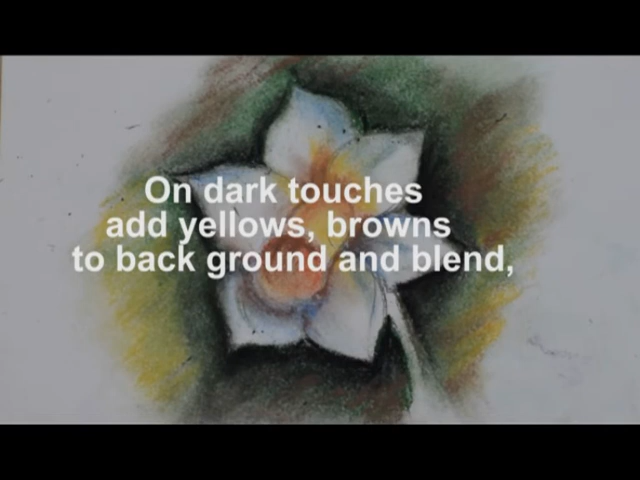 On dark touches
add yellows, browns
to back ground and blend,